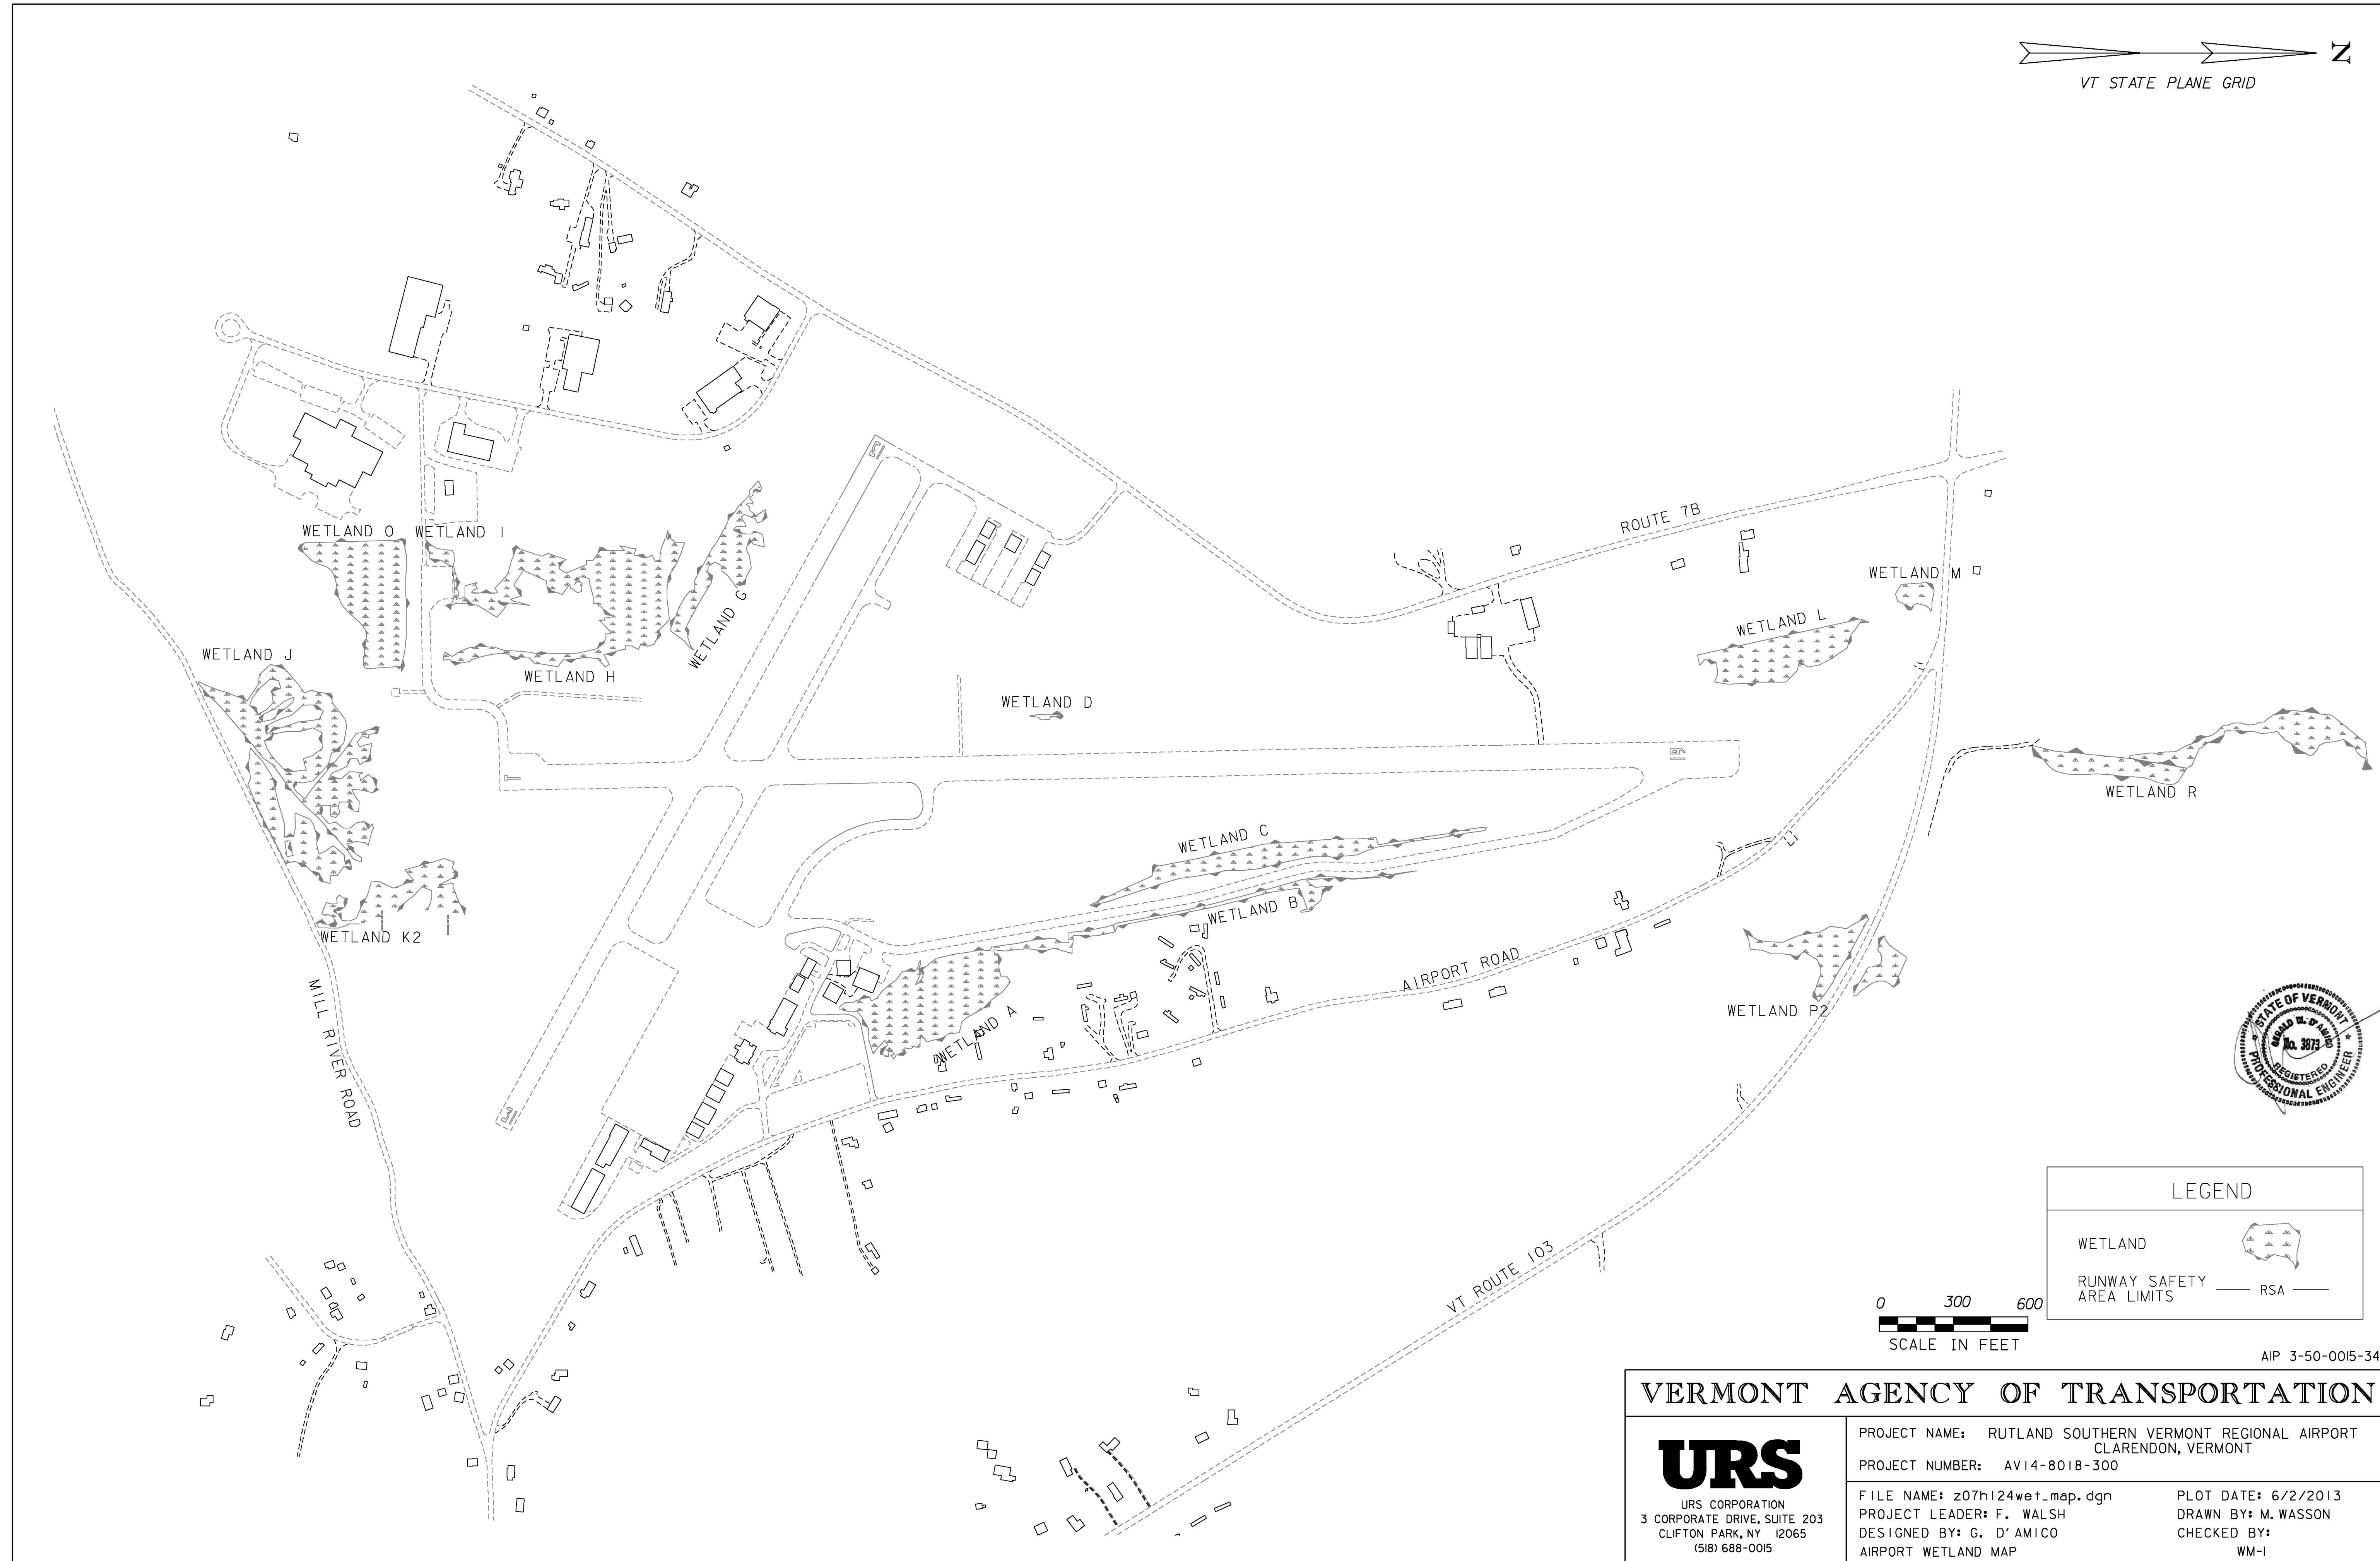 N
VT STATE PLANE GRID
ROUTE 7B
WETLAND O
WETLAND I
WETLAND G
WETLAND J
WETLAND H
WETLAND D
WETLAND M
WETLAND L
WETLAND R
WETLAND C
WETLAND B
WETLAND K2
WETLAND A
WETLAND P2
AIRPORT ROAD
MILL RIVER ROAD
VT ROUTE 103
STATE OF VERMONT
GERALD M. D'AMICO
No. 3873
REGISTERED
PROFESSIONAL ENGINEER
LEGEND
WETLAND
RUNWAY SAFETY
AREA LIMITS
RSA
0 300 600
SCALE IN FEET
AIP 3-50-0015-34
VERMONT AGENCY OF TRANSPORTATION
URS
URS CORPORATION
3 CORPORATE DRIVE, SUITE 203
CLIFTON PARK, NY 12065
(518) 688-0015
PROJECT NAME: RUTLAND SOUTHERN VERMONT REGIONAL AIRPORT
CLARENDON, VERMONT
PROJECT NUMBER: AV14-8018-300
FILE NAME: z07h124wet_map.dgn
PLOT DATE: 6/2/2013
PROJECT LEADER: F. WALSH
DRAWN BY: M. WASSON
DESIGNED BY: G. D'AMICO
CHECKED BY:
AIRPORT WETLAND MAP
WM-1